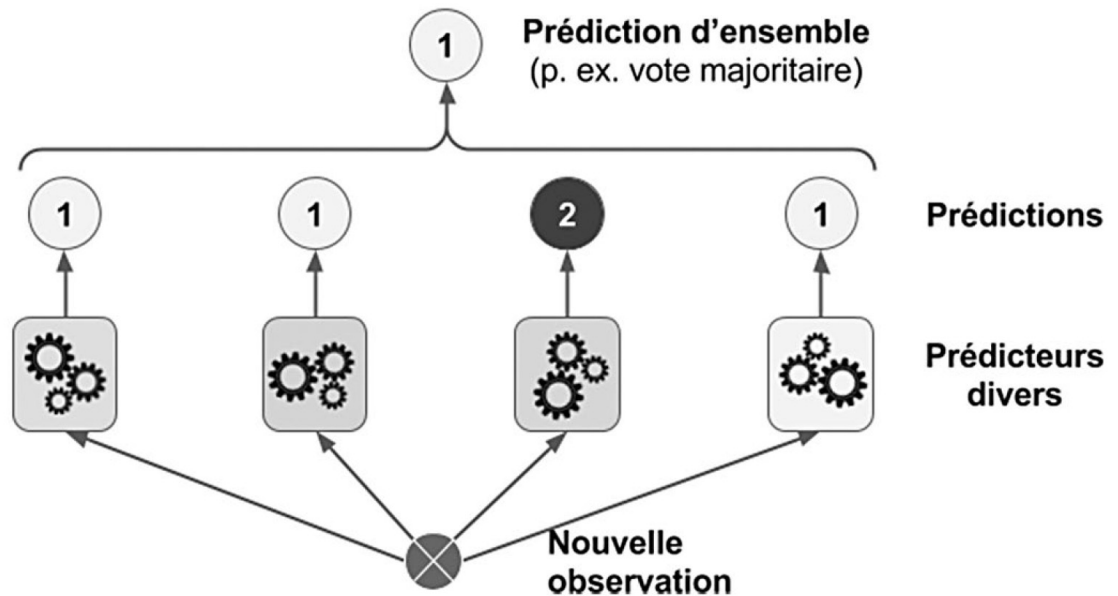 1
Prédiction d’ensemble
(p. ex. vote majoritaire)
1 1 2 1
Prédictions
Prédicteurs
divers
Nouvelle
observation